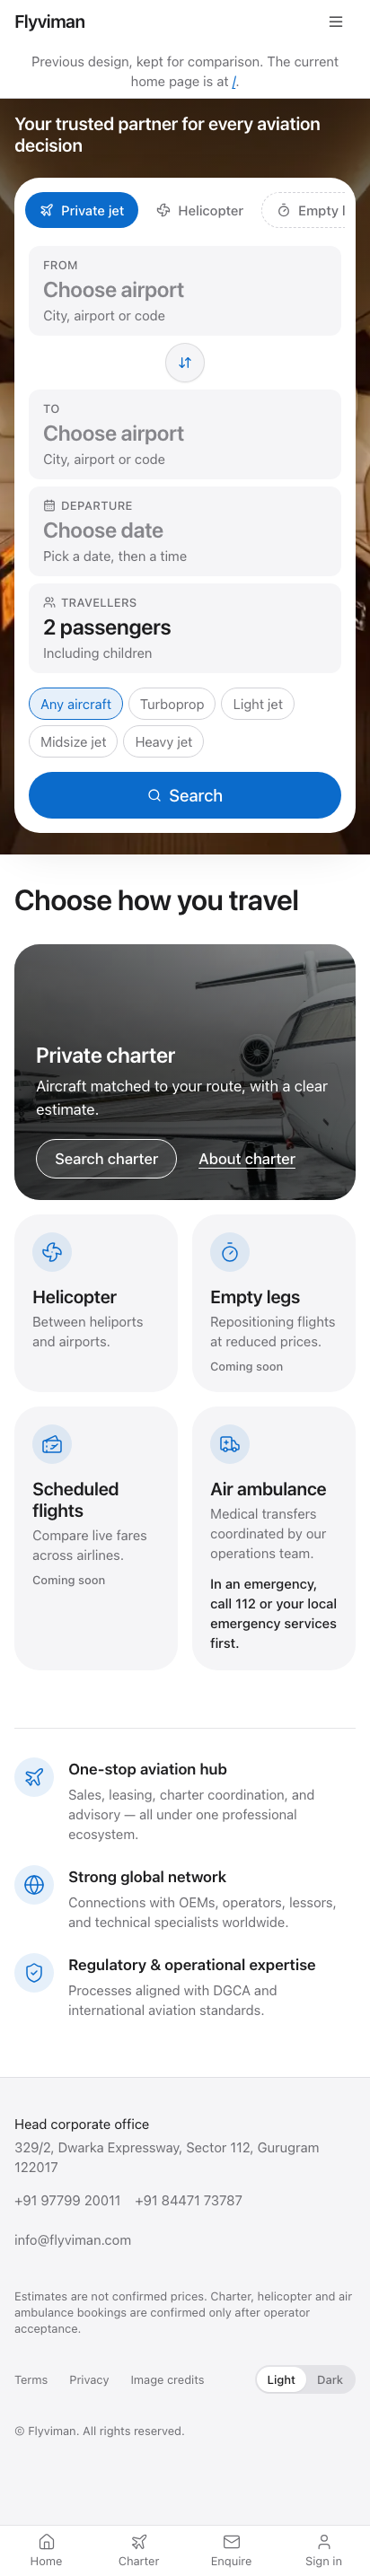 Flyviman
Previous design, kept for comparison. The current
home page is at /.
Your trusted partner for every aviation
decision
Private jet
Helicopter
Empty l
FROM
Choose airport
City, airport or code
TO
Choose airport
City, airport or code
DEPARTURE
Choose date
Pick a date, then a time
TRAVELLERS
2 passengers
Including children
Any aircraft
Turboprop
Light jet
Midsize jet
Heavy jet
Search
Choose how you travel
Private charter
Aircraft matched to your route, with a clear
estimate.
Search charter
About charter
Helicopter
Between heliports
and airports.
Empty legs
Repositioning flights
at reduced prices.
Coming soon
Scheduled
flights
Compare live fares
across airlines.
Coming soon
Air ambulance
Medical transfers
coordinated by our
operations team.
In an emergency,
call 112 or your local
emergency services
first.
One-stop aviation hub
Sales, leasing, charter coordination, and
advisory — all under one professional
ecosystem.
Strong global network
Connections with OEMs, operators, lessors,
and technical specialists worldwide.
Regulatory & operational expertise
Processes aligned with DGCA and
international aviation standards.
Head corporate office
329/2, Dwarka Expressway, Sector 112, Gurugram
122017
+91 97799 20011
+91 84471 73787
info@flyviman.com
Estimates are not confirmed prices. Charter, helicopter and air
ambulance bookings are confirmed only after operator
acceptance.
Terms
Privacy
Image credits
Light
Dark
© Flyviman. All rights reserved.
Home
Charter
Enquire
Sign in